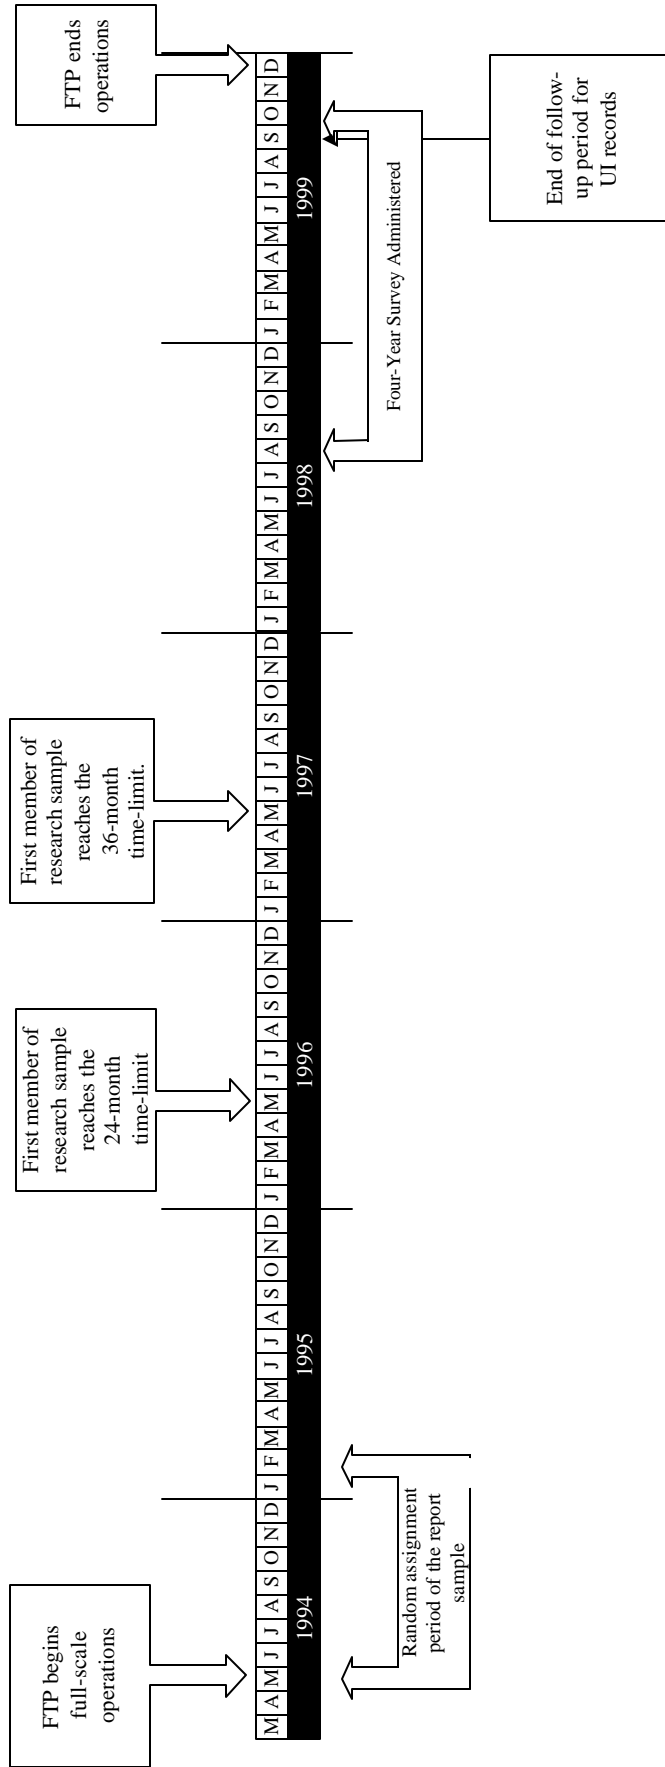 FTP begins
full-scale
operations
First member of
research sample
reaches the
24-month
time-limit
First member of
research sample
reaches the
36-month
time-limit.
FTP ends
operations
M A M J J A S O N D J F M A M J J A S O N D J F M A M J J A S O N D J F M A M J J A S O N D J F M A M J J A S O N D J F M A M J J A S O N D
1994 1995 1996 1997 1998 1999
Random assignment
period of the report
sample
Four-Year Survey Administered
End of follow-
up period for
UI records